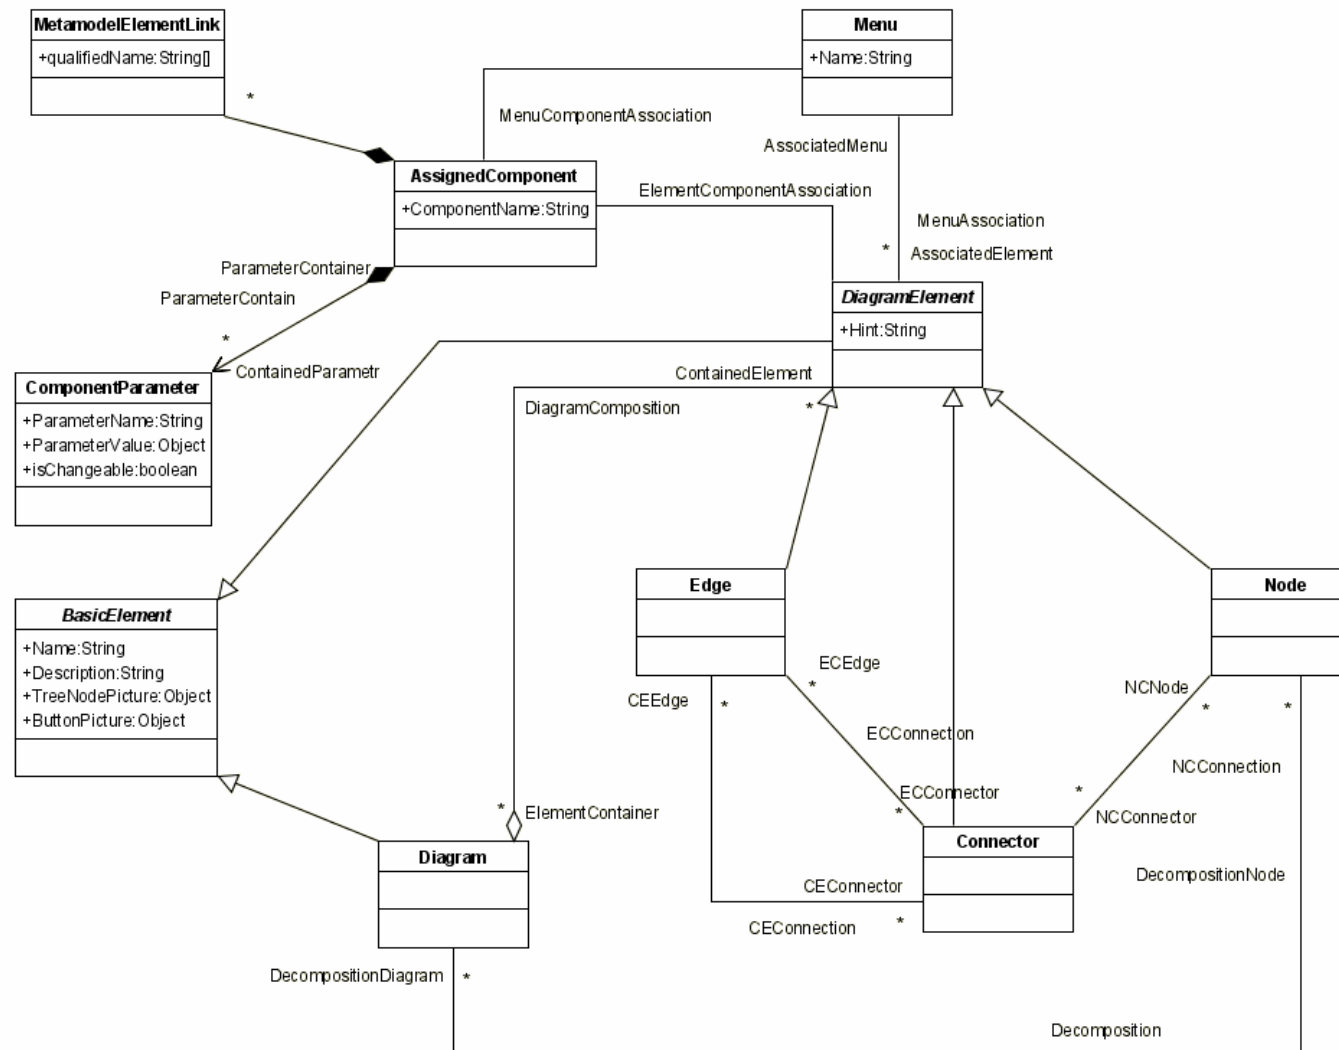 MetamodelElementLink
+qualifiedName:String[]
*
Menu
+Name:String
MenuComponentAssociation
AssociatedMenu
AssignedComponent
+ComponentName:String
ElementComponentAssociation
MenuAssociation
*
AssociatedElement
ParameterContainer
ParameterContain
*
ContainedParametr
DiagramElement
+Hint:String
ComponentParameter
+ParameterName:String
+ParameterValue:Object
+isChangeable:boolean
ContainedElement
DiagramComposition
*
Edge
Node
BasicElement
+Name:String
+Description:String
+TreeNodePicture:Object
+ButtonPicture:Object
ECEdge
*
CEEdge
*
NCNode
*
*
ECConnection
NCConnection
ECConnector
*
*
NCConnector
*
ElementContainer
Diagram
Connector
DecompositionNode
CEConnector
CEConnection
*
DecompositionDiagram
*
Decomposition